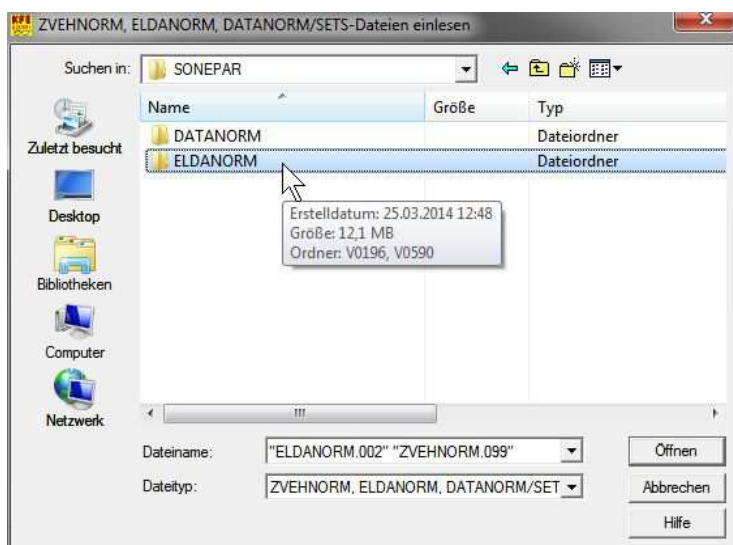 ZVEHNORM, ELDANORM, DATANORM/SETS-Dateien einlesen
Suchen in: SONEPAR
Name Größe Typ
DATANORM Dateiordner
ELDANORM Dateiordner
Erstelldatum: 25.03.2014 12:48
Größe: 12,1 MB
Ordner: V0196, V0590
Zuletzt besucht
Desktop
Bibliotheken
Computer
Netzwerk
Dateiname: "ELDANORM.002" "ZVEHNORM.099" Öffnen
Dateityp: ZVEHNORM, ELDANORM, DATANORM/SET Abbrechen
Hilfe